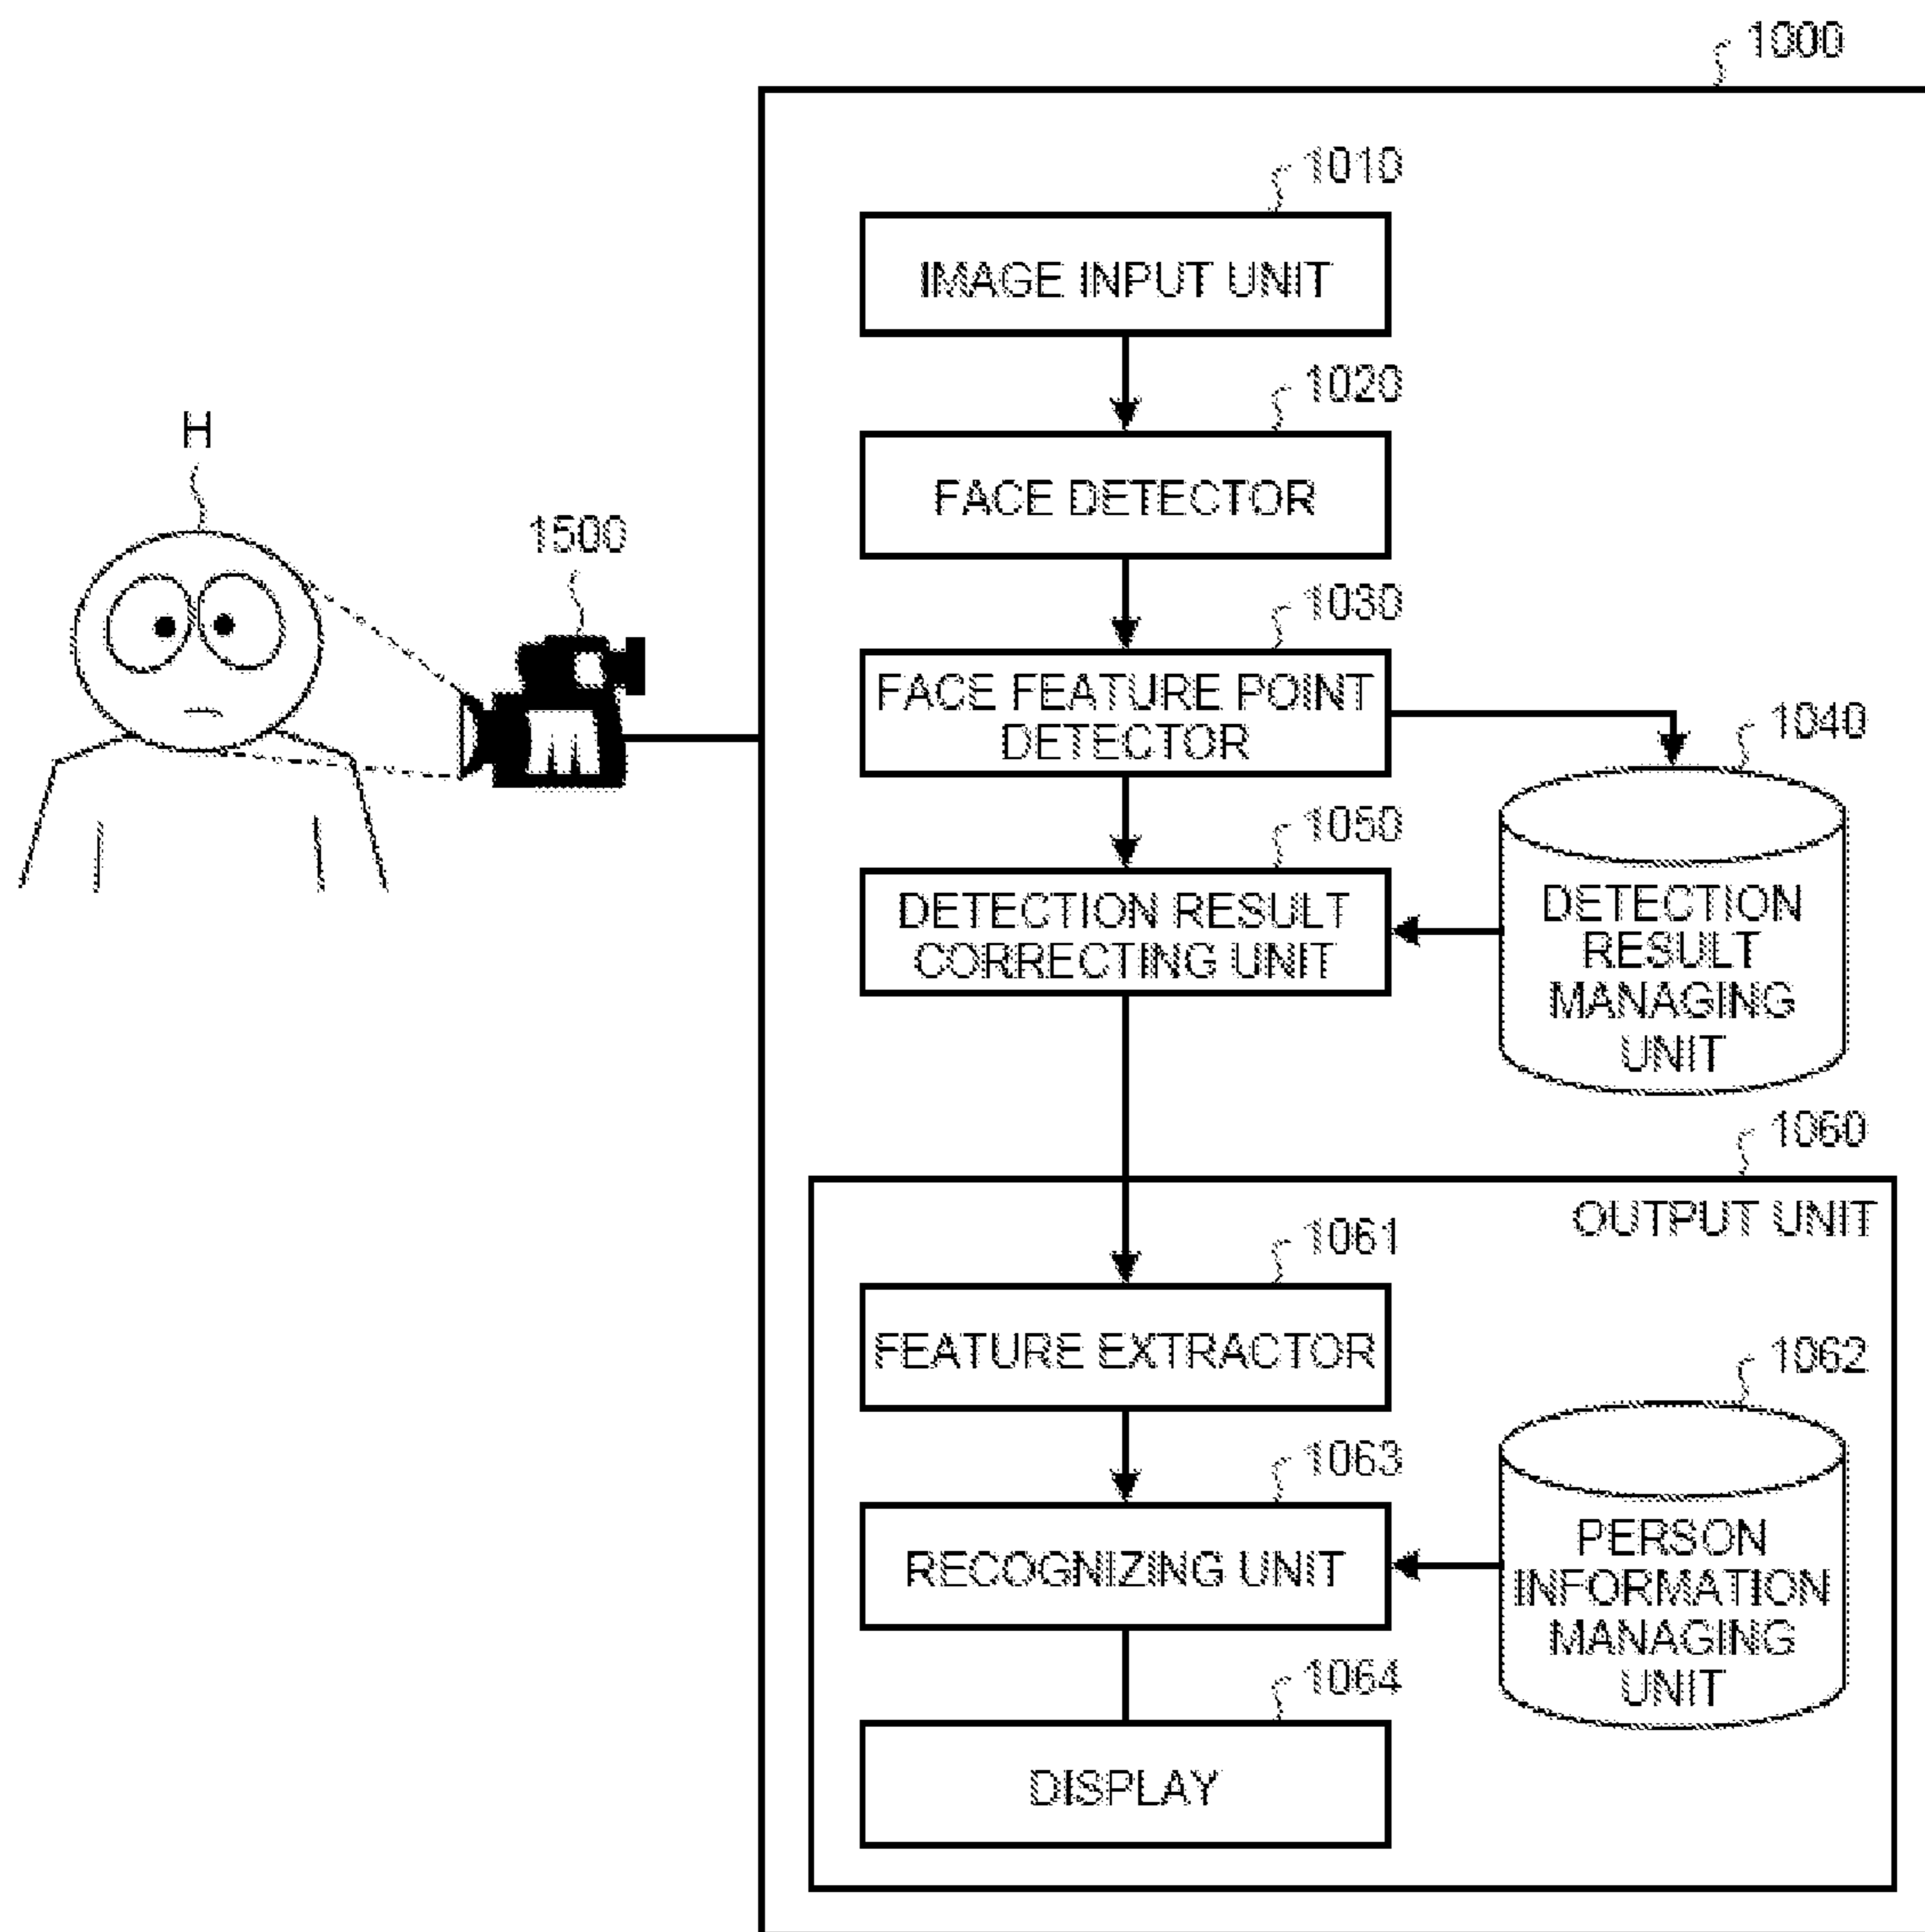 1000
1010
IMAGE INPUT UNIT
1020
FACE DETECTOR
H
1500
1030
FACE FEATURE POINT
DETECTOR
1040
1050
DETECTION RESULT
CORRECTING UNIT
DETECTION
RESULT
MANAGING
UNIT
1060
OUTPUT UNIT
1061
FEATURE EXTRACTOR
1062
1063
RECOGNIZING UNIT
PERSON
INFORMATION
MANAGING
UNIT
1064
DISPLAY